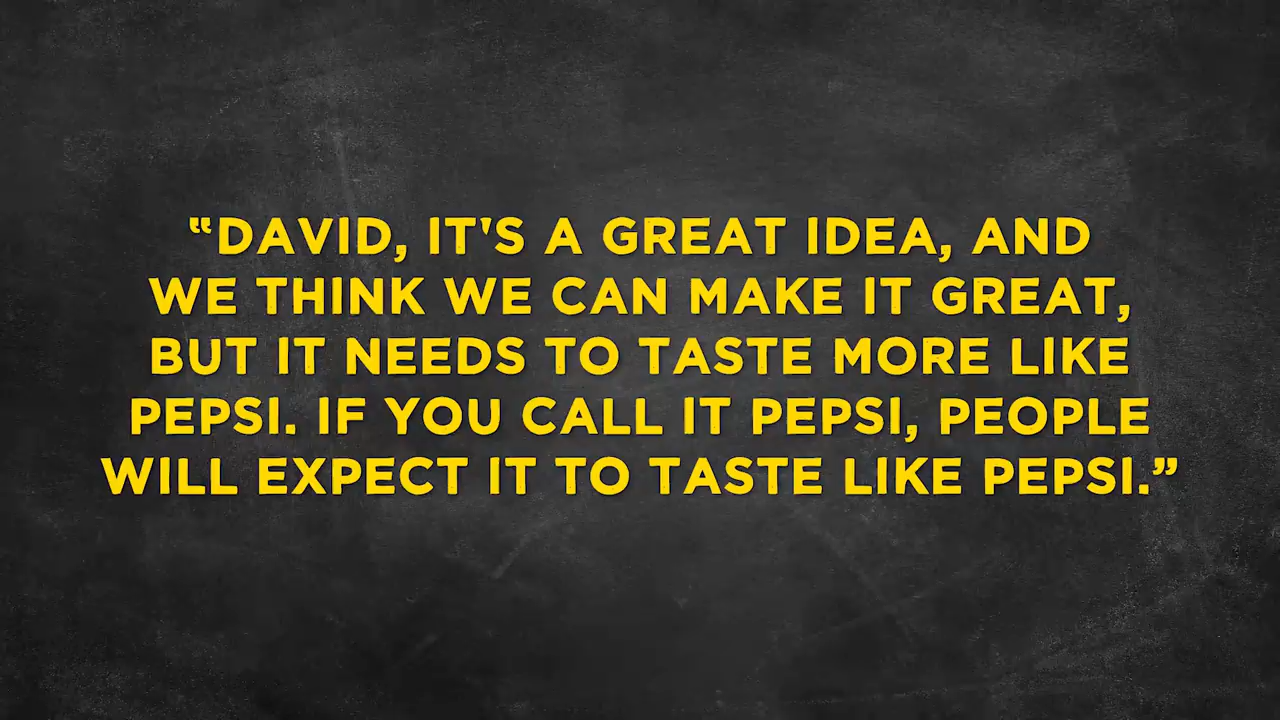 “DAVID, IT'S A GREAT IDEA, AND
WE THINK WE CAN MAKE IT GREAT,
BUT IT NEEDS TO TASTE MORE LIKE
PEPSI. IF YOU CALL IT PEPSI, PEOPLE
WILL EXPECT IT TO TASTE LIKE PEPSI.”